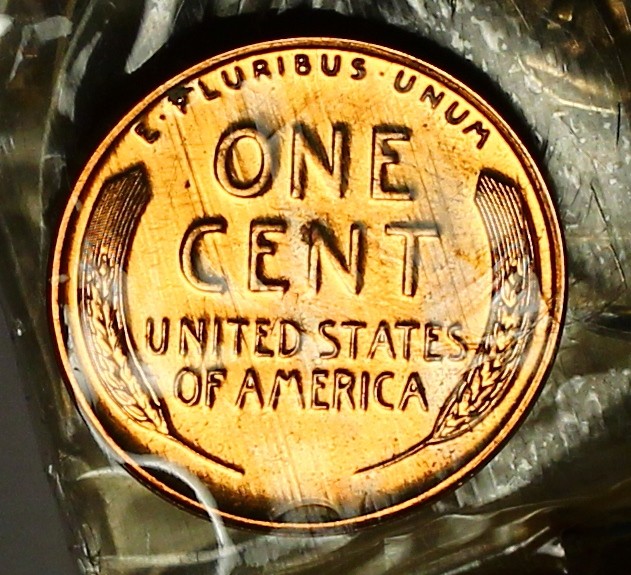 E·PLURIBUS·UNUM
ONE
CENT
UNITED STATES
OF AMERICA